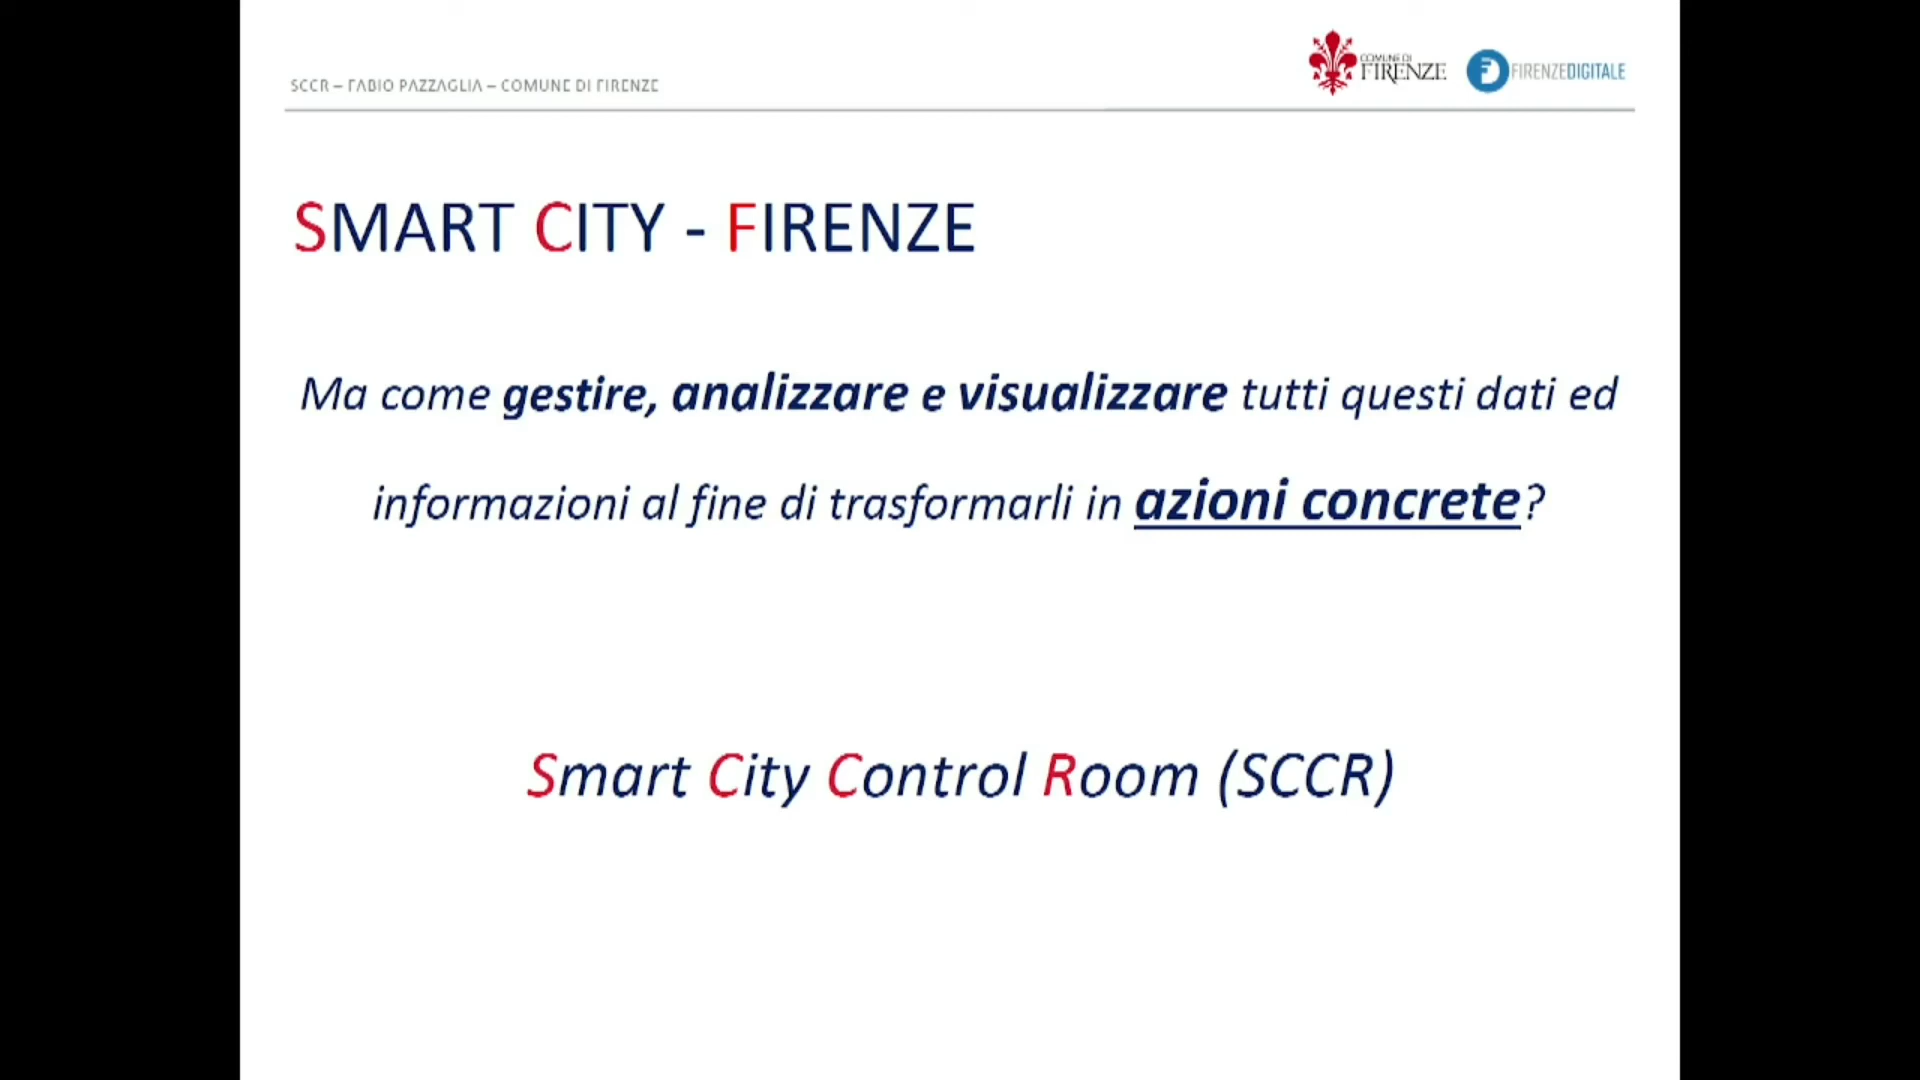 SCCR – FABIO PAZZAGLIA – COMUNE DI FIRENZE
COMUNE DI
FIRENZE
FIRENZEDIGITALE
SMART CITY - FIRENZE
Ma come gestire, analizzare e visualizzare tutti questi dati ed
informazioni al fine di trasformarli in azioni concrete?
Smart City Control Room (SCCR)